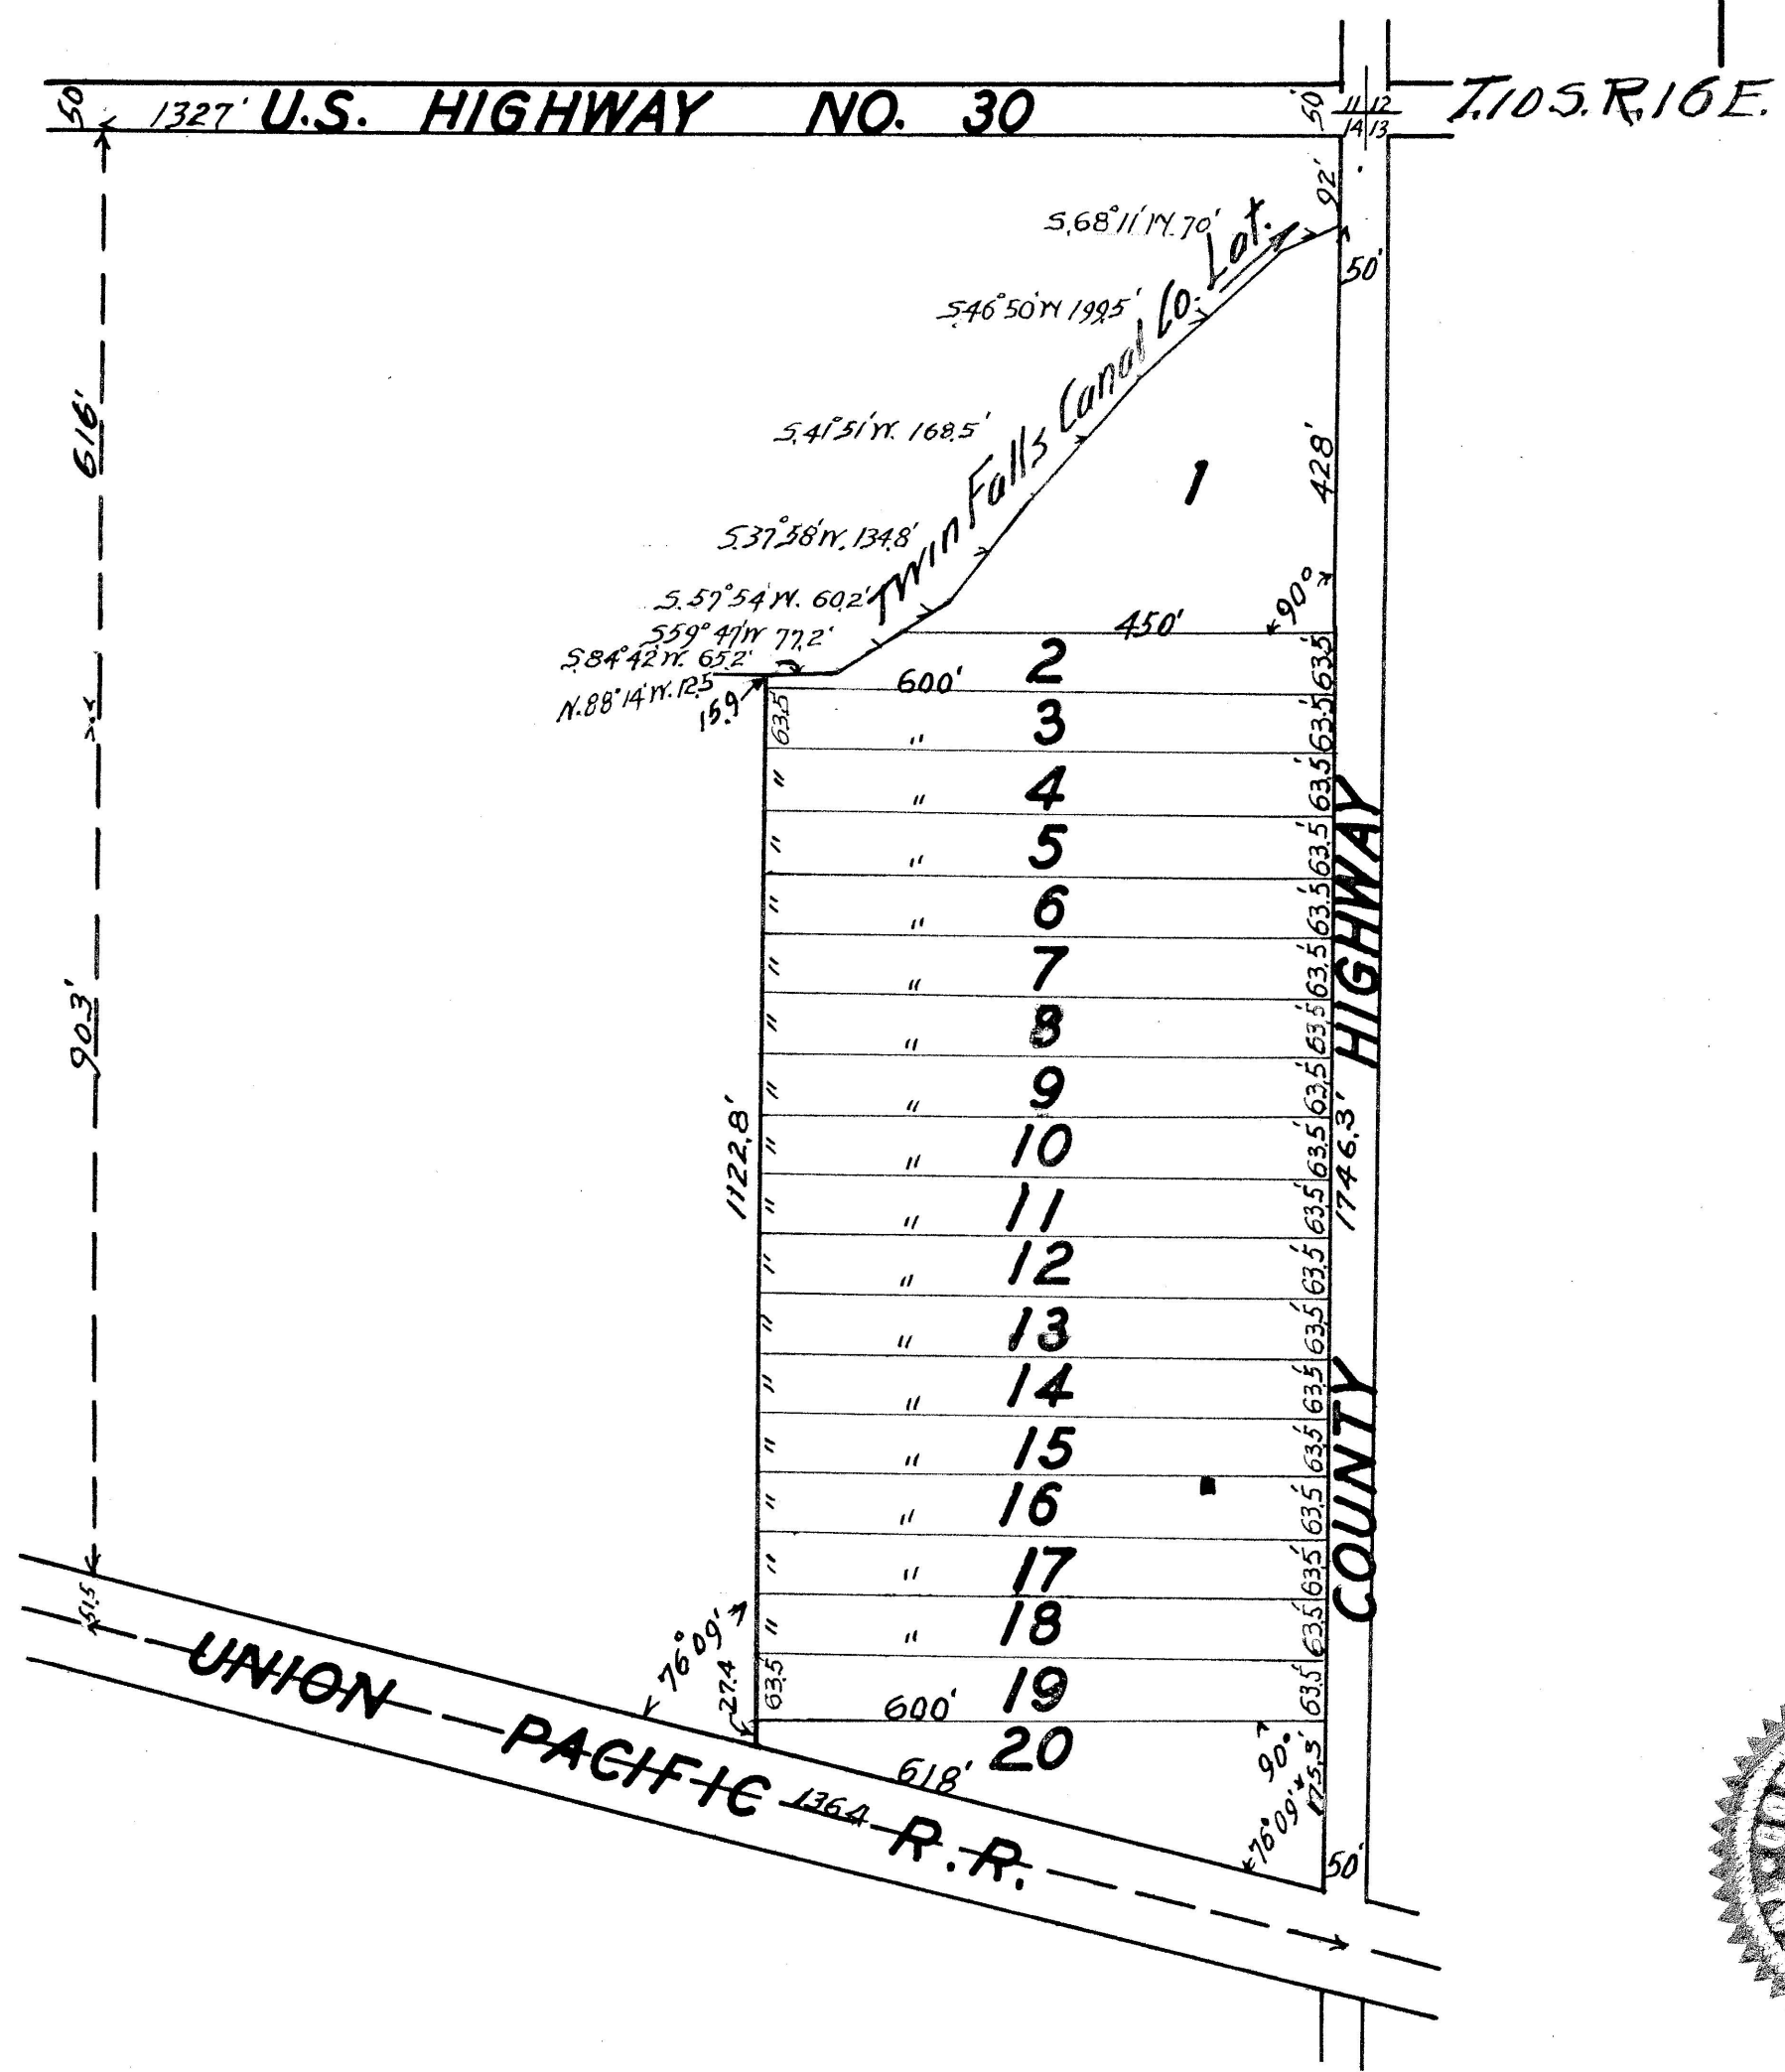 50 1327' U.S. HIGHWAY NO. 30 50'
11 12
14 13
T.10 S. R.16 E.
92'
S.68°11'W.70'
50'
S.46°50'W 199.5'
Twin Falls Canal Co. Lat.
616'
S.41°51'W. 168.5'
1
428'
S.37°58'W. 134.8'
S.57°54'W. 60.2'
90°
450'
S59°47'W 77.2'
S.84°42'W. 65.2'
N.88°14'W.12.5
15.9
2 63.5'
600'
63.5 " 3 63.5'
" " 4 63.5'
" " 5 63.5'
" " 6 63.5'
" " 7 63.5'
" " 8 63.5'
" " 9 63.5'
" " 10 63.5'
" " 11 63.5'
" " 12 63.5'
" " 13 63.5'
" " 14 63.5'
" " 15 63.5'
" " 16 63.5'
" " 17 63.5'
" " 18 63.5'
63.5 600' 19 63.5'
903'
1122.8'
1746.3'
COUNTY HIGHWAY
51.5
76°09'
27.4
20
618'
90°
175.3'
76°09'
50'
UNION PACIFIC 1364 R.R.